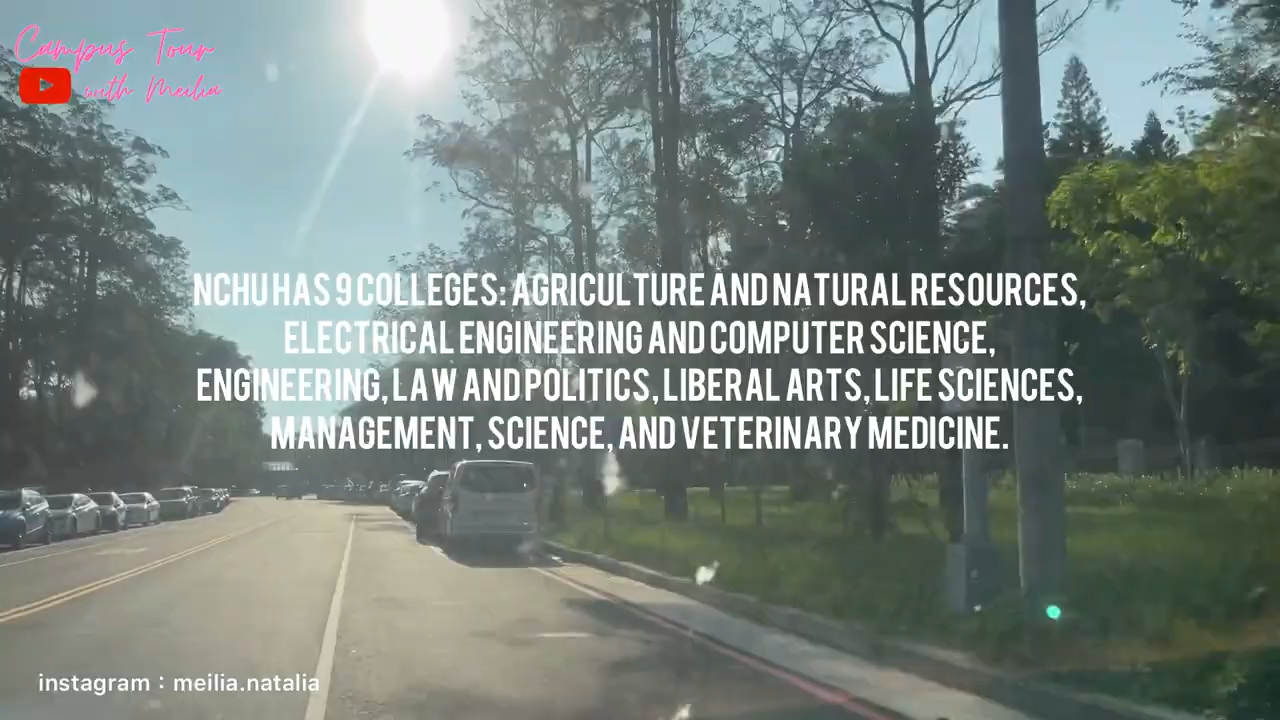 Campus Tour
with Meilia
NCHU HAS 9 COLLEGES: AGRICULTURE AND NATURAL RESOURCES,
ELECTRICAL ENGINEERING AND COMPUTER SCIENCE,
ENGINEERING, LAW AND POLITICS, LIBERAL ARTS, LIFE SCIENCES,
MANAGEMENT, SCIENCE, AND VETERINARY MEDICINE.
instagram : meilia.natalia